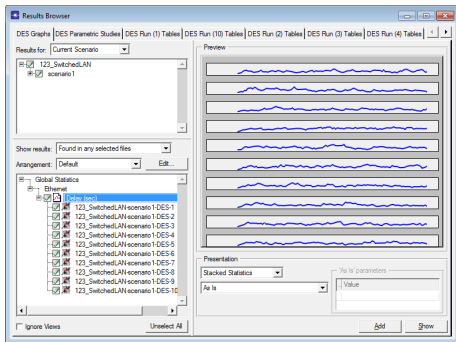 Results Browser
DES Graphs DES Parametric Studies DES Run (1) Tables DES Run (10) Tables DES Run (2) Tables DES Run (3) Tables DES Run (4) Tables
Results for: Current Scenario
123_SwitchedLAN
scenario1
Show results: Found in any selected files
Arrangement: Default Edit...
Global Statistics
Ethernet
Delay (sec)
123_SwitchedLAN-scenario1-DES-1
123_SwitchedLAN-scenario1-DES-2
123_SwitchedLAN-scenario1-DES-3
123_SwitchedLAN-scenario1-DES-4
123_SwitchedLAN-scenario1-DES-5
123_SwitchedLAN-scenario1-DES-6
123_SwitchedLAN-scenario1-DES-7
123_SwitchedLAN-scenario1-DES-8
123_SwitchedLAN-scenario1-DES-9
123_SwitchedLAN-scenario1-DES-10
Ignore Views Unselect All
Preview
Presentation
Stacked Statistics
As Is
'As Is' parameters
Value
Add Show